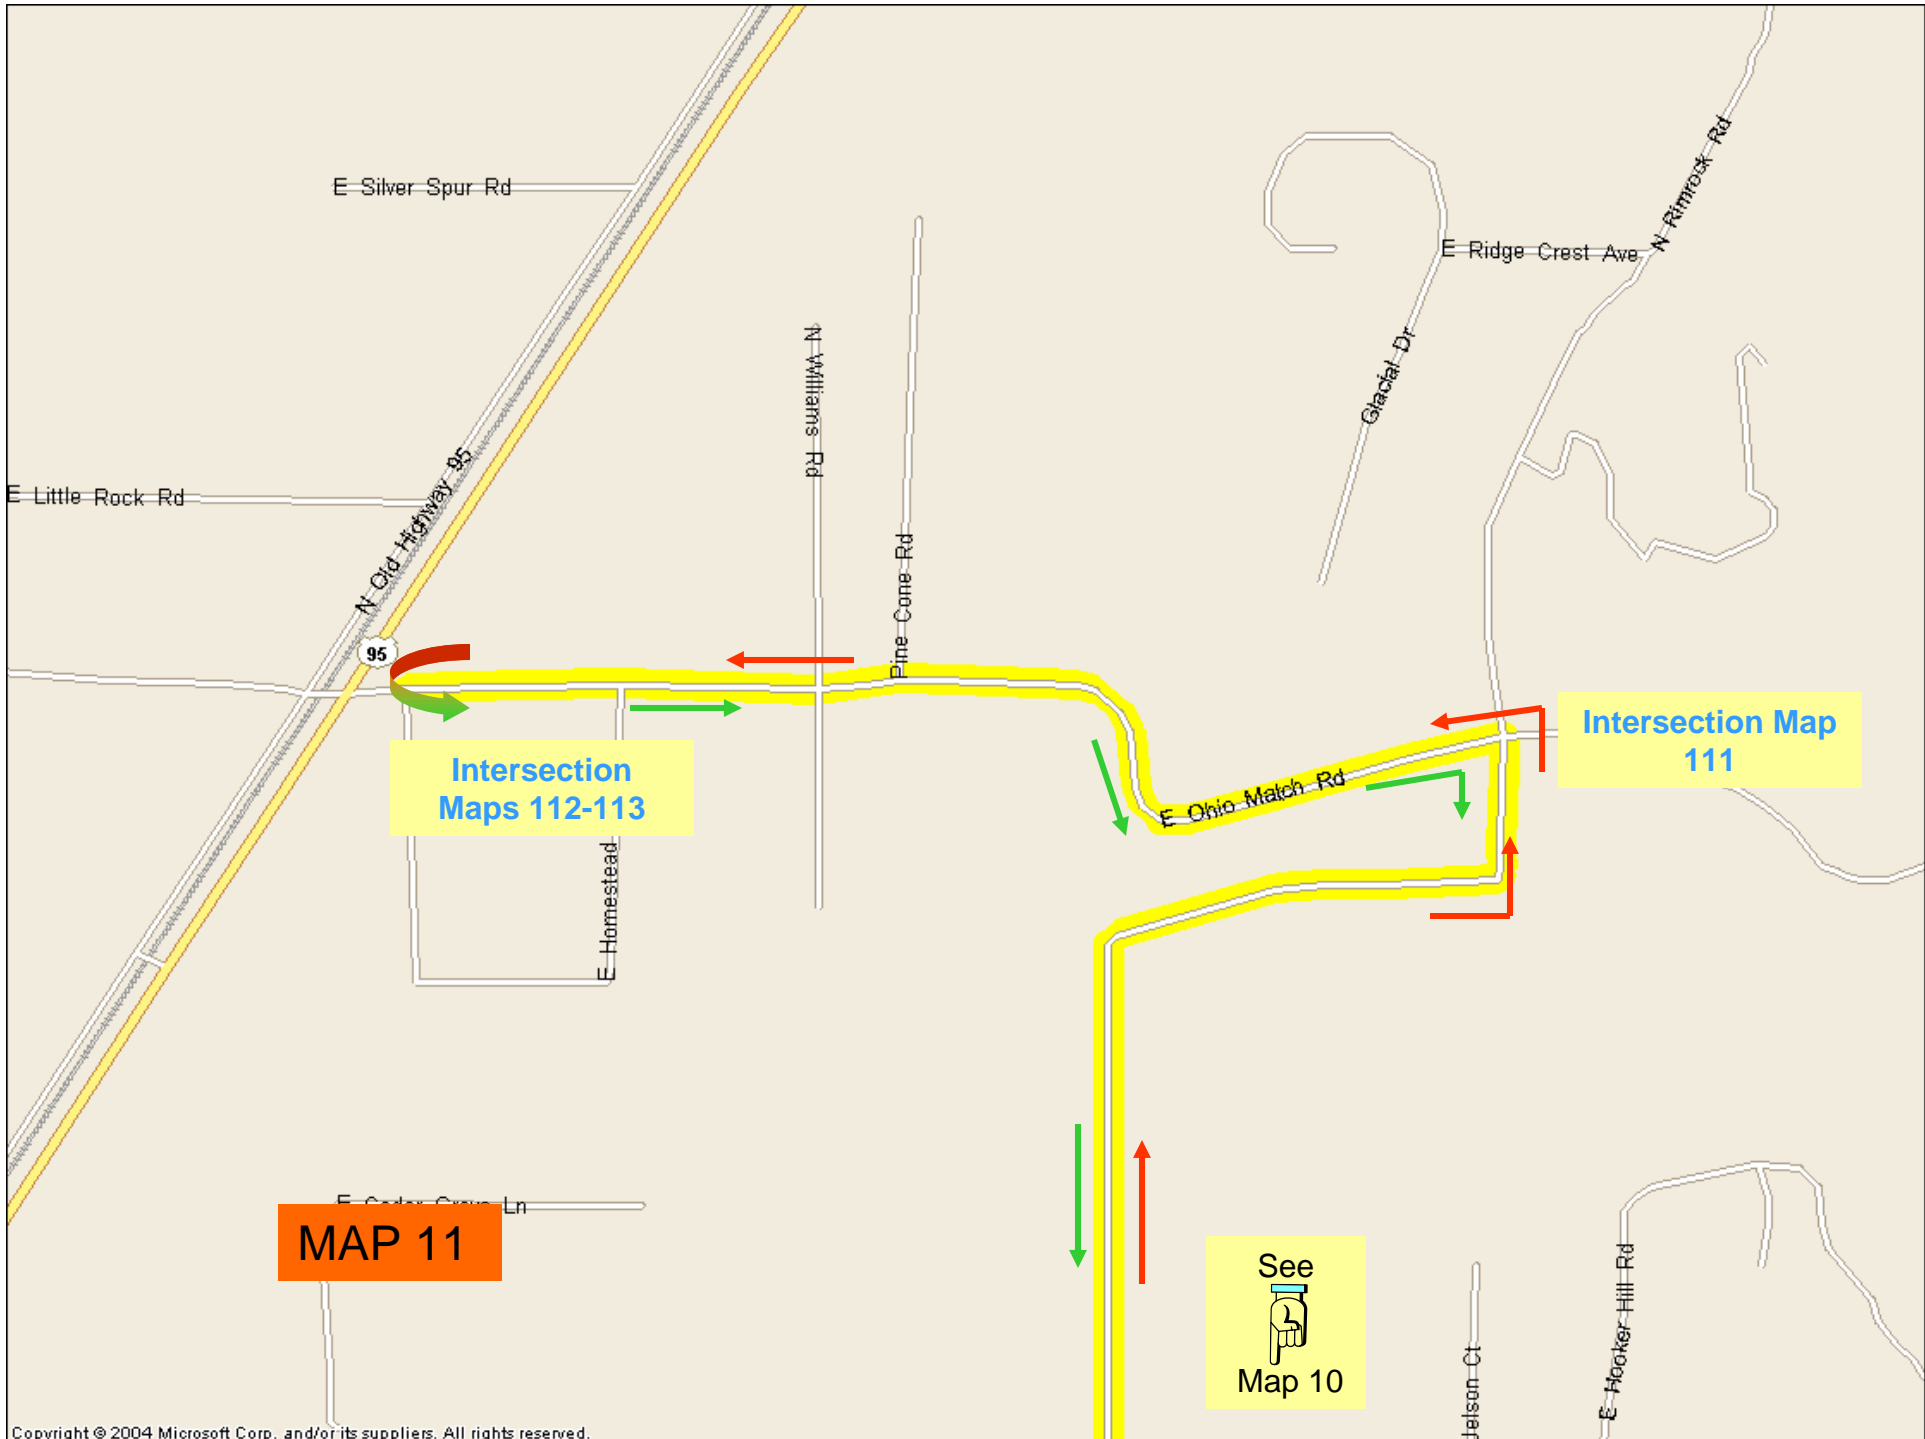 E Silver Spur Rd
N Rimrock Rd
E Ridge Crest Ave
N Williams Rd
Glacial Dr
E Little Rock Rd
N Old Highway 95
Pine Cone Rd
95
Intersection Map
111
Intersection
Maps 112-113
E Ohio Match Rd
E Homestead
E Cedar Grove Ln
MAP 11
See
Map 10
E Hooker Hill Rd
Copyright © 2004 Microsoft Corp. and/or its suppliers. All rights reserved.